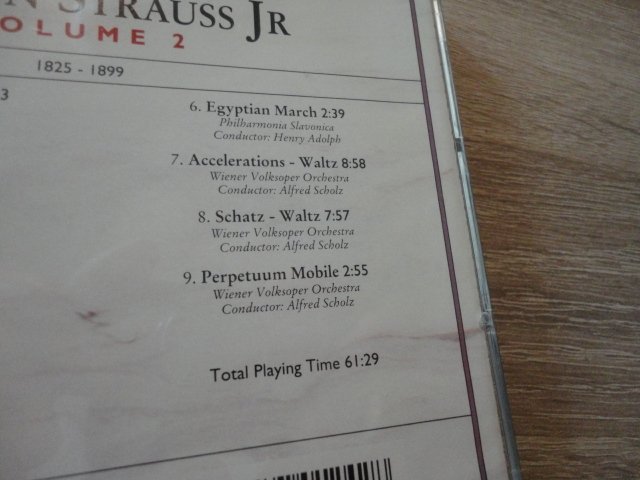 N STRAUSS JR
VOLUME 2
1825 - 1899
3
6. Egyptian March 2:39
Philharmonia Slavonica
Conductor: Henry Adolph
7. Accelerations - Waltz 8:58
Wiener Volksoper Orchestra
Conductor: Alfred Scholz
8. Schatz - Waltz 7:57
Wiener Volksoper Orchestra
Conductor: Alfred Scholz
9. Perpetuum Mobile 2:55
Wiener Volksoper Orchestra
Conductor: Alfred Scholz
Total Playing Time 61:29